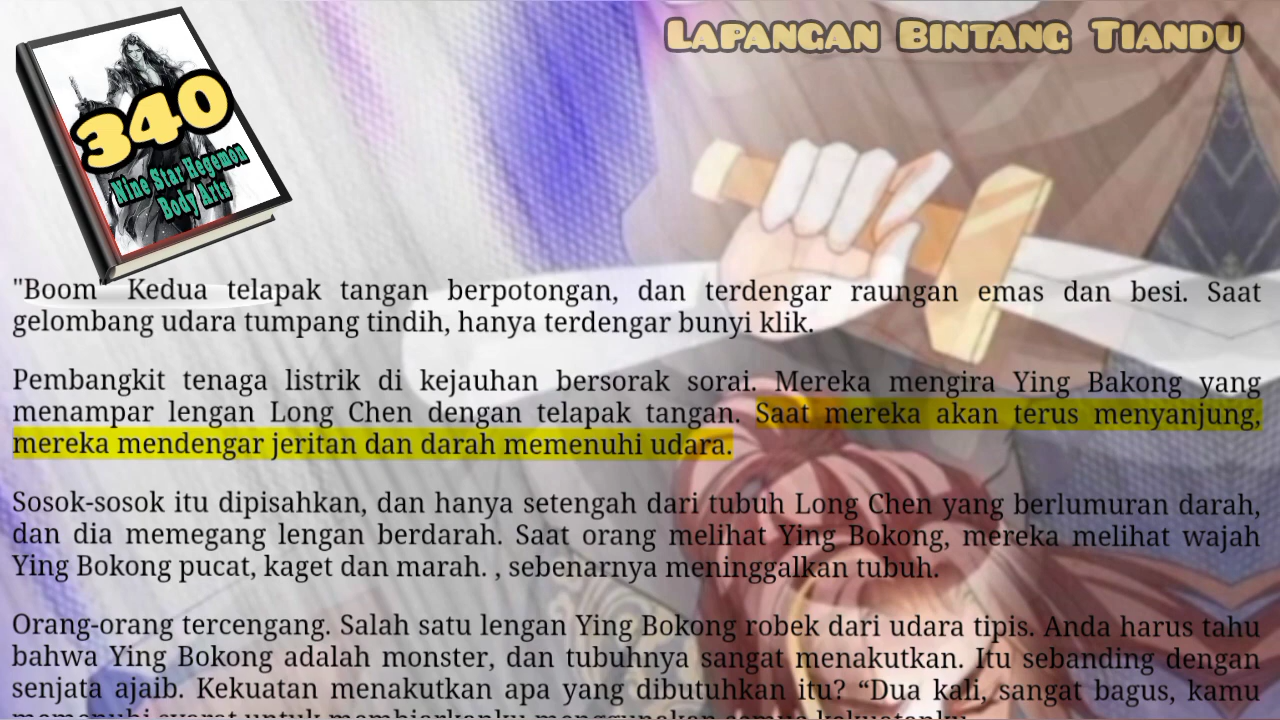 Lapangan Bintang Tiandu
340
Nine Star Hegemon
Body Arts
"Boom" Kedua telapak tangan berpotongan, dan terdengar raungan emas dan besi. Saat
gelombang udara tumpang tindih, hanya terdengar bunyi klik.
Pembangkit tenaga listrik di kejauhan bersorak sorai. Mereka mengira Ying Bakong yang
menampar lengan Long Chen dengan telapak tangan. Saat mereka akan terus menyanjung,
mereka mendengar jeritan dan darah memenuhi udara.
Sosok-sosok itu dipisahkan, dan hanya setengah dari tubuh Long Chen yang berlumuran darah,
dan dia memegang lengan berdarah. Saat orang melihat Ying Bokong, mereka melihat wajah
Ying Bokong pucat, kaget dan marah. , sebenarnya meninggalkan tubuh.
Orang-orang tercengang. Salah satu lengan Ying Bokong robek dari udara tipis. Anda harus tahu
bahwa Ying Bokong adalah monster, dan tubuhnya sangat menakutkan. Itu sebanding dengan
senjata ajaib. Kekuatan menakutkan apa yang dibutuhkan itu? “Dua kali, sangat bagus, kamu